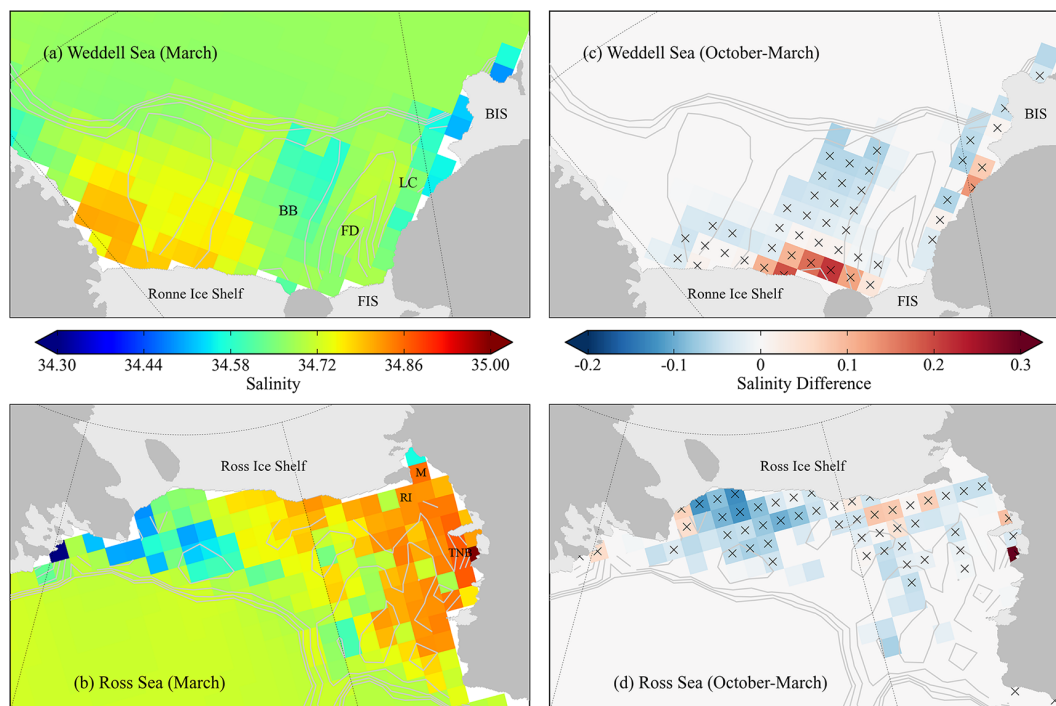 (a) Weddell Sea (March)
BIS
LC
BB
FD
Ronne Ice Shelf
FIS
(c) Weddell Sea (October-March)
BIS
Ronne Ice Shelf
FIS
34.30 34.44 34.58 34.72 34.86 35.00
Salinity
-0.2 -0.1 0 0.1 0.2 0.3
Salinity Difference
Ross Ice Shelf
M
RI
TNB
(b) Ross Sea (March)
Ross Ice Shelf
(d) Ross Sea (October-March)